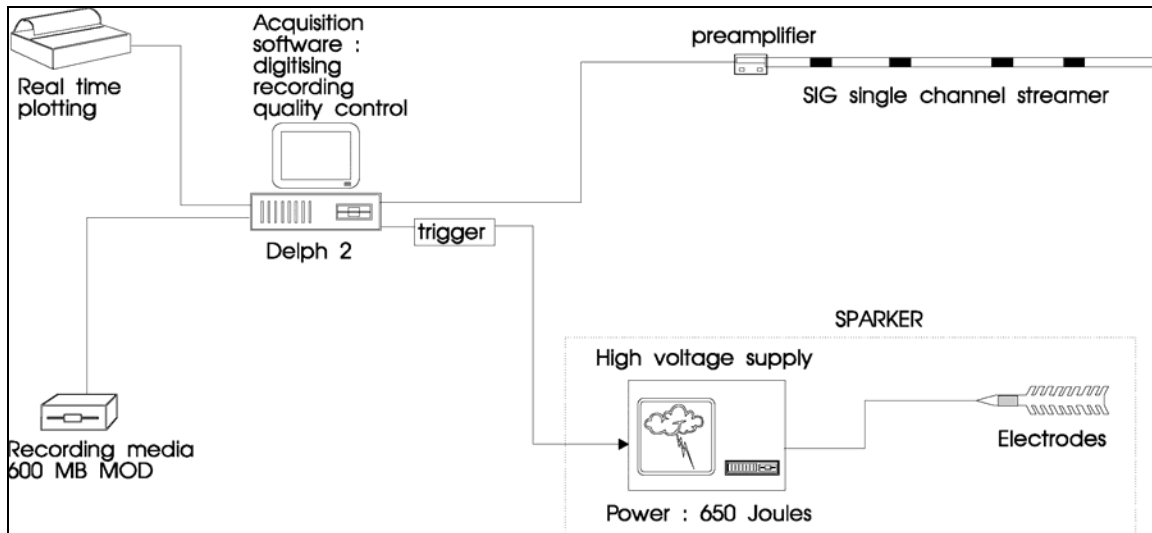 Real time
plotting
Acquisition
software :
digitising
recording
quality control
Delph 2
trigger
preamplifier
SIG single channel streamer
Recording media
600 MB MOD
SPARKER
High voltage supply
Power : 650 Joules
Electrodes